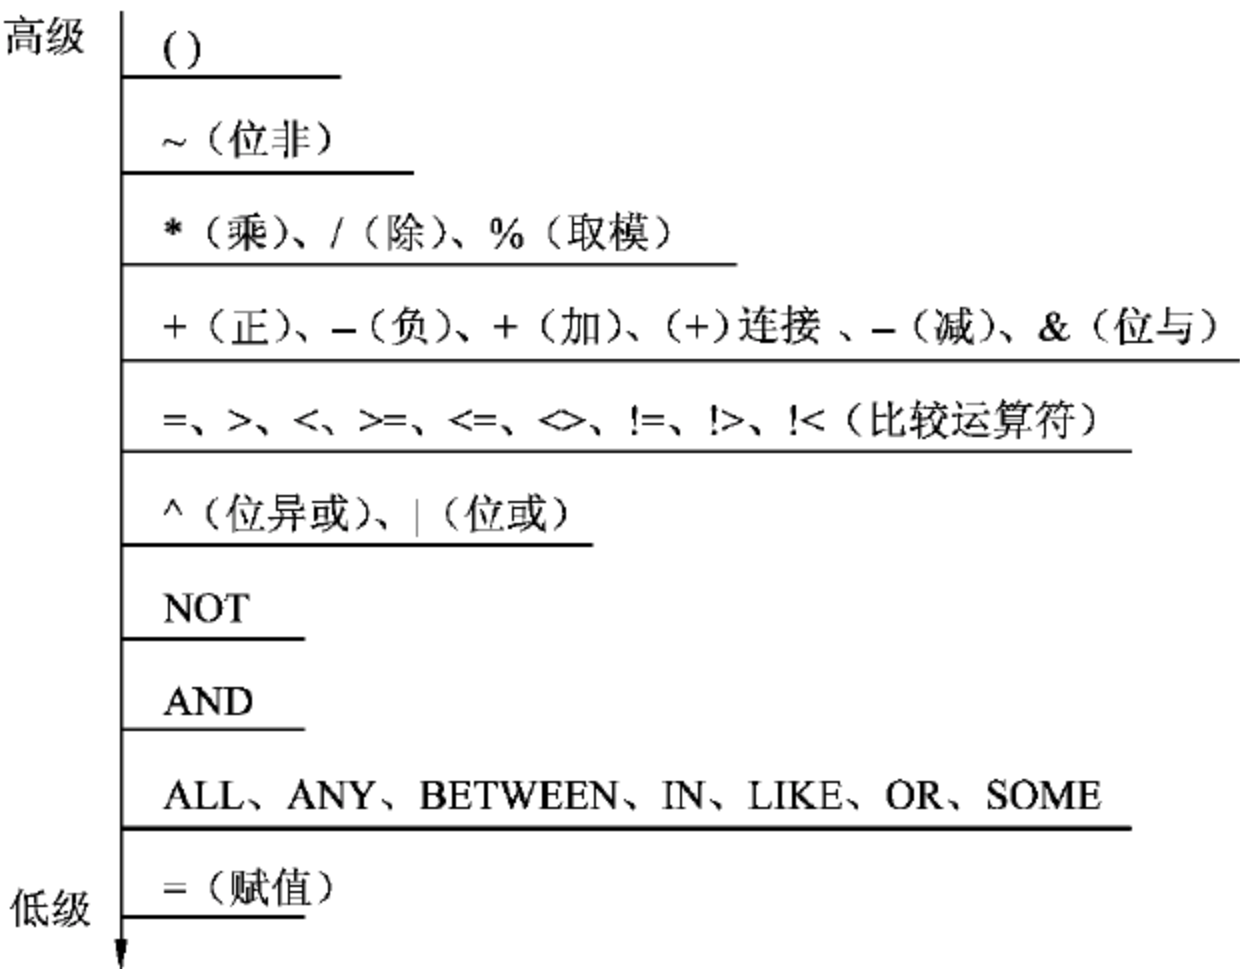 高级
()
~（位非）
*（乘）、/（除）、%（取模）
+（正）、–（负）、+（加）、(+)连接 、–（减）、&（位与）
=、>、<、>=、<=、<>、!=、!>、!<（比较运算符）
^（位异或）、|（位或）
NOT
AND
ALL、ANY、BETWEEN、IN、LIKE、OR、SOME
=（赋值）
低级